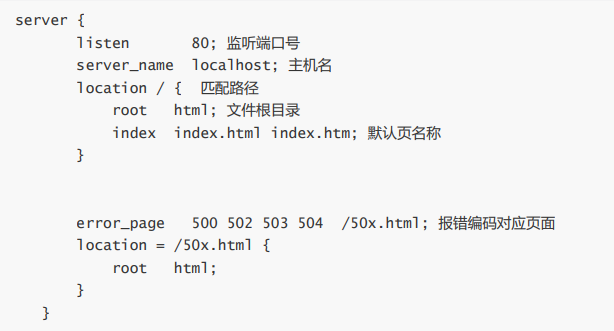 server {
        listen       80; 监听端口号
        server_name  localhost; 主机名
        location / {  匹配路径
            root   html; 文件根目录
            index  index.html index.htm; 默认页名称
        }
        error_page   500 502 503 504  /50x.html; 报错编码对应页面
        location = /50x.html {
            root   html;
        }
    }